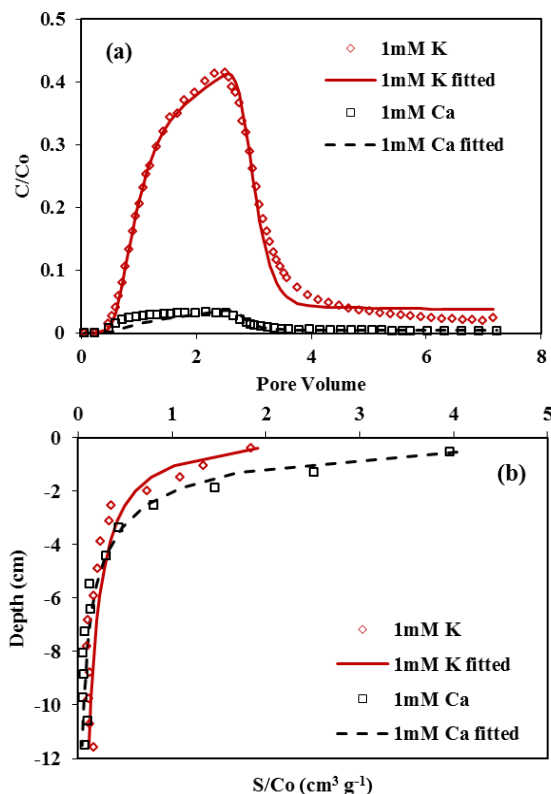 0.5
(a)
1mM K
1mM K fitted
1mM Ca
1mM Ca fitted
0.4
0.3
C/Co
0.2
0.1
0
0 2 4 6 8
Pore Volume
0 1 2 3 4 5
0
(b)
-2
-4
Depth (cm)
-6
-8
-10
-12
1mM K
1mM K fitted
1mM Ca
1mM Ca fitted
S/Co (cm³ g⁻¹)